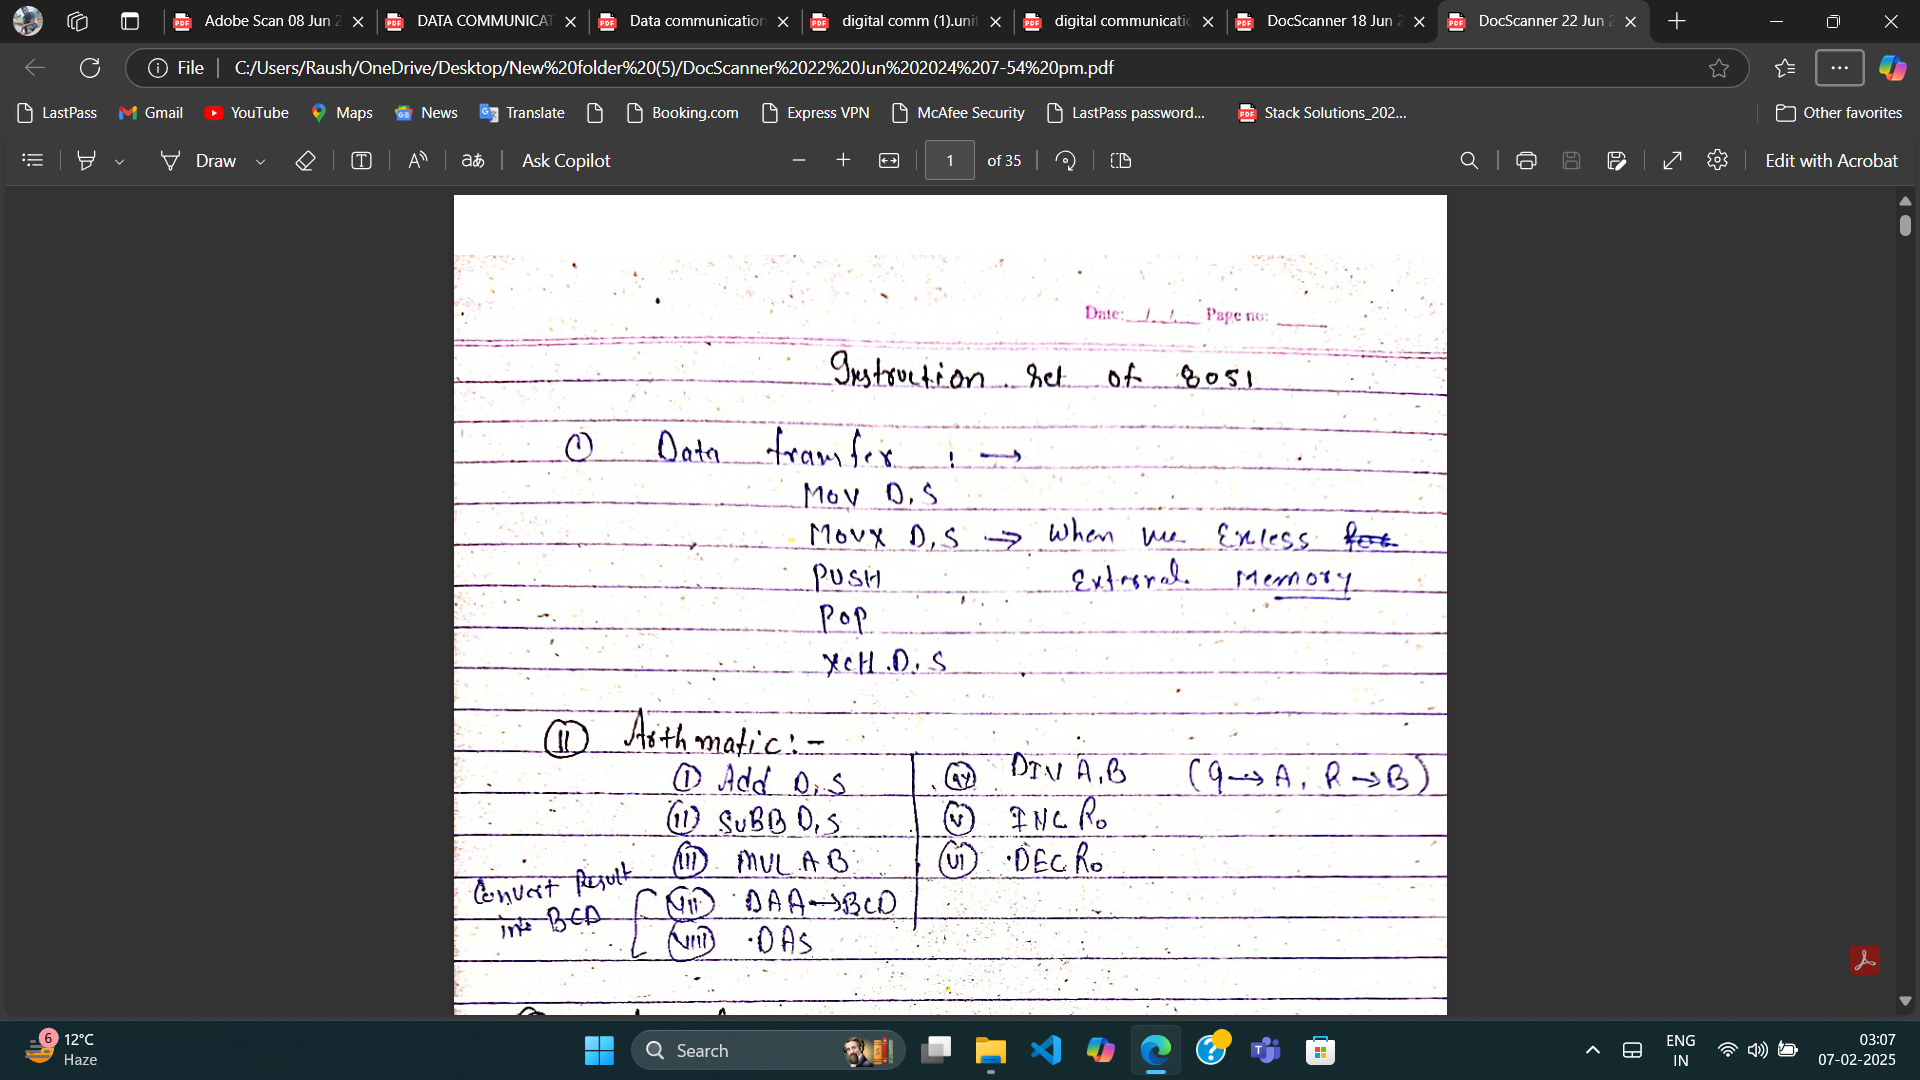 Adobe Scan 08 Jun 2
DATA COMMUNICAT
Data communication
digital comm (1).unit
digital communicatio
DocScanner 18 Jun 2
DocScanner 22 Jun 2
File
C:/Users/Raush/OneDrive/Desktop/New%20folder%20(5)/DocScanner%2022%20Jun%202024%207-54%20pm.pdf
LastPass
Gmail
YouTube
Maps
News
Translate
Booking.com
Express VPN
McAfee Security
LastPass password...
Stack Solutions_202...
Other favorites
Draw
Ask Copilot
1 of 35
Edit with Acrobat
Date: / / Page no:
Instruction set of 8051
① Data transfer : →
Mov D,S
Movx D,S → When we Excess
PUSH External Memory
POP
XCH D,S
Ⅱ Arithmatic:-
① Add D,S
(II) SUBB D,S
(III) MUL AB
(IV) DIV A,B (Q→A, R→B)
(V) INC R0
(VI) DEC R0
Convert Result
into BCD
(VII) DAA→BCD
(VIII) DAS
6
12°C
Haze
Search
ENG
IN
03:07
07-02-2025